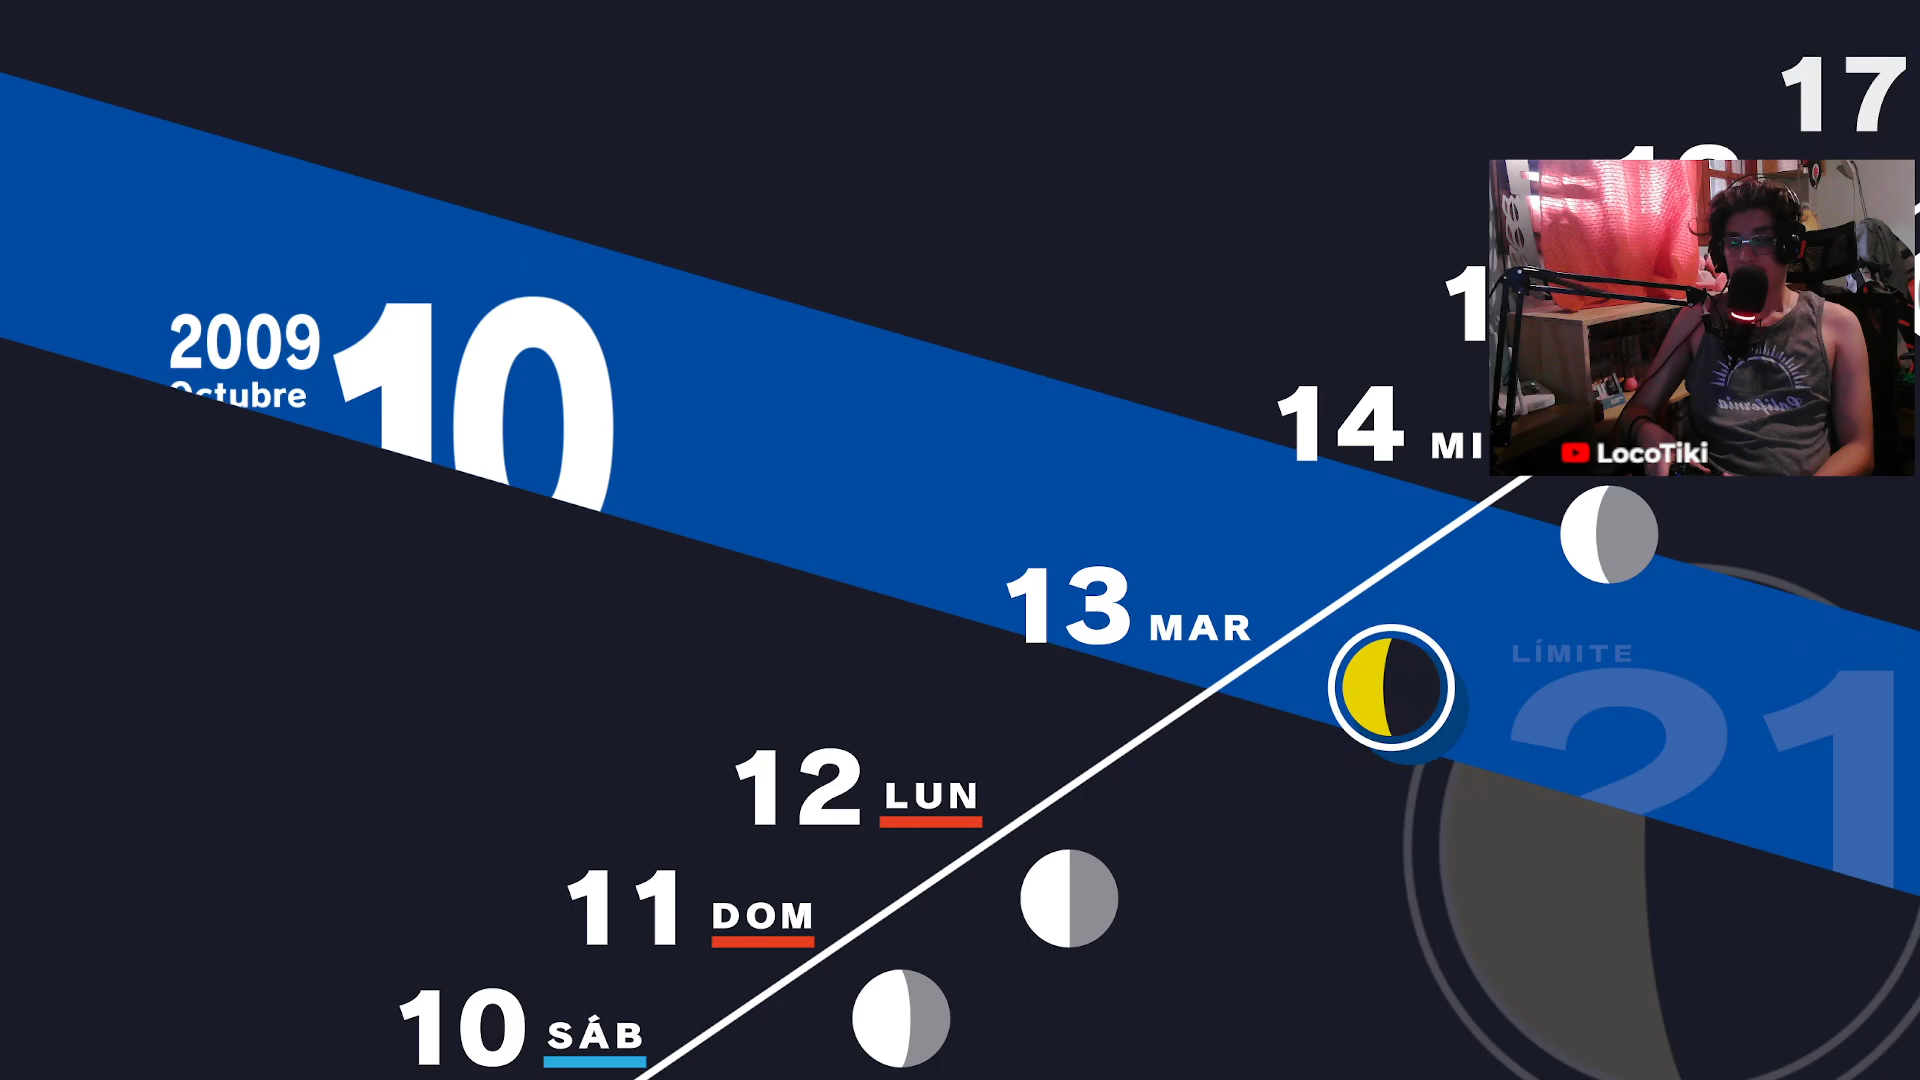 17
14 MI
2009
Octubre
10
LocoTiki
13 MAR
LÍMITE
21
12 LUN
11 DOM
10 SÁB